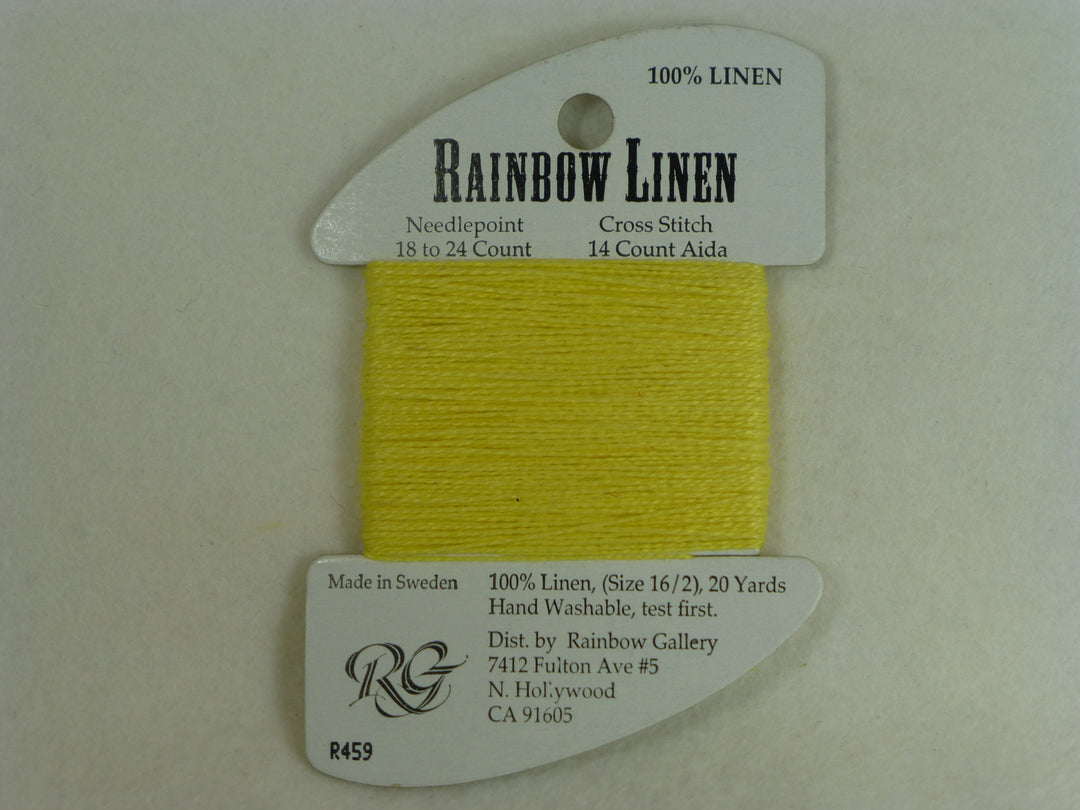 100% LINEN
RAINBOW LINEN
Needlepoint
18 to 24 Count
Cross Stitch
14 Count Aida
Made in Sweden
100% Linen, (Size 16/2), 20 Yards
Hand Washable, test first.
Dist. by Rainbow Gallery
7412 Fulton Ave #5
N. Hollywood
CA 91605
RG
R459